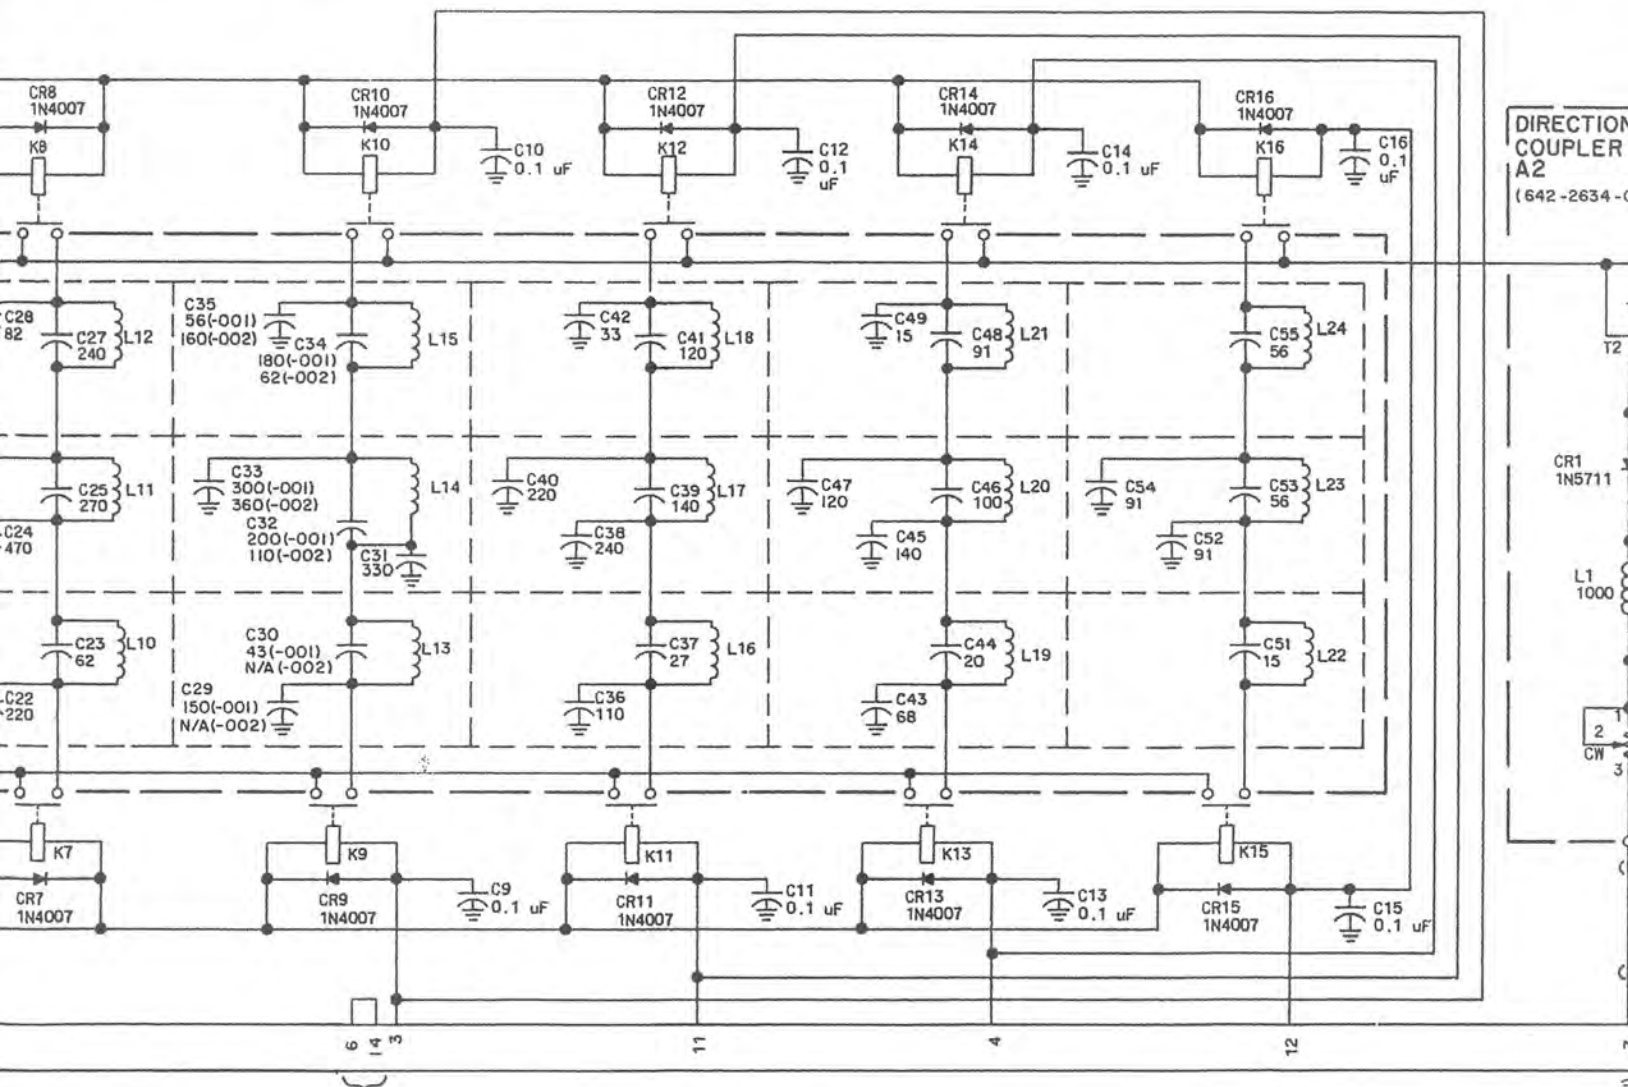 CR8
1N4007
K8
CR10
1N4007
K10
C10
0.1 uF
CR12
1N4007
K12
C12
0.1
uF
CR14
1N4007
K14
C14
0.1 uF
CR16
1N4007
K16
C16
0.1
uF
DIRECTION
COUPLER
A2
(642-2634-0
C28
82
C27
240
L12
C35
56(-001)
160(-002)
C34
180(-001)
62(-002)
L15
C42
33
C41
120
L18
C49
15
C48
91
L21
C55
56
L24
T2
C25
270
L11
C24
470
C33
300(-001)
360(-002)
C32
200(-001)
110(-002)
C31
330
L14
C40
220
C39
140
L17
C38
240
C47
120
C46
100
L20
C45
140
C54
91
C53
56
L23
C52
91
CR1
1N5711
L1
1000
C23
62
L10
C22
220
C30
43(-001)
N/A(-002)
L13
C29
150(-001)
N/A(-002)
C37
27
L16
C36
110
C44
20
L19
C43
68
C51
15
L22
1
2
CW
3
K7
CR7
1N4007
K9
CR9
1N4007
C9
0.1 uF
K11
CR11
1N4007
C11
0.1 uF
K13
CR13
1N4007
C13
0.1 uF
K15
CR15
1N4007
C15
0.1 uF
6
14
3
11
4
12